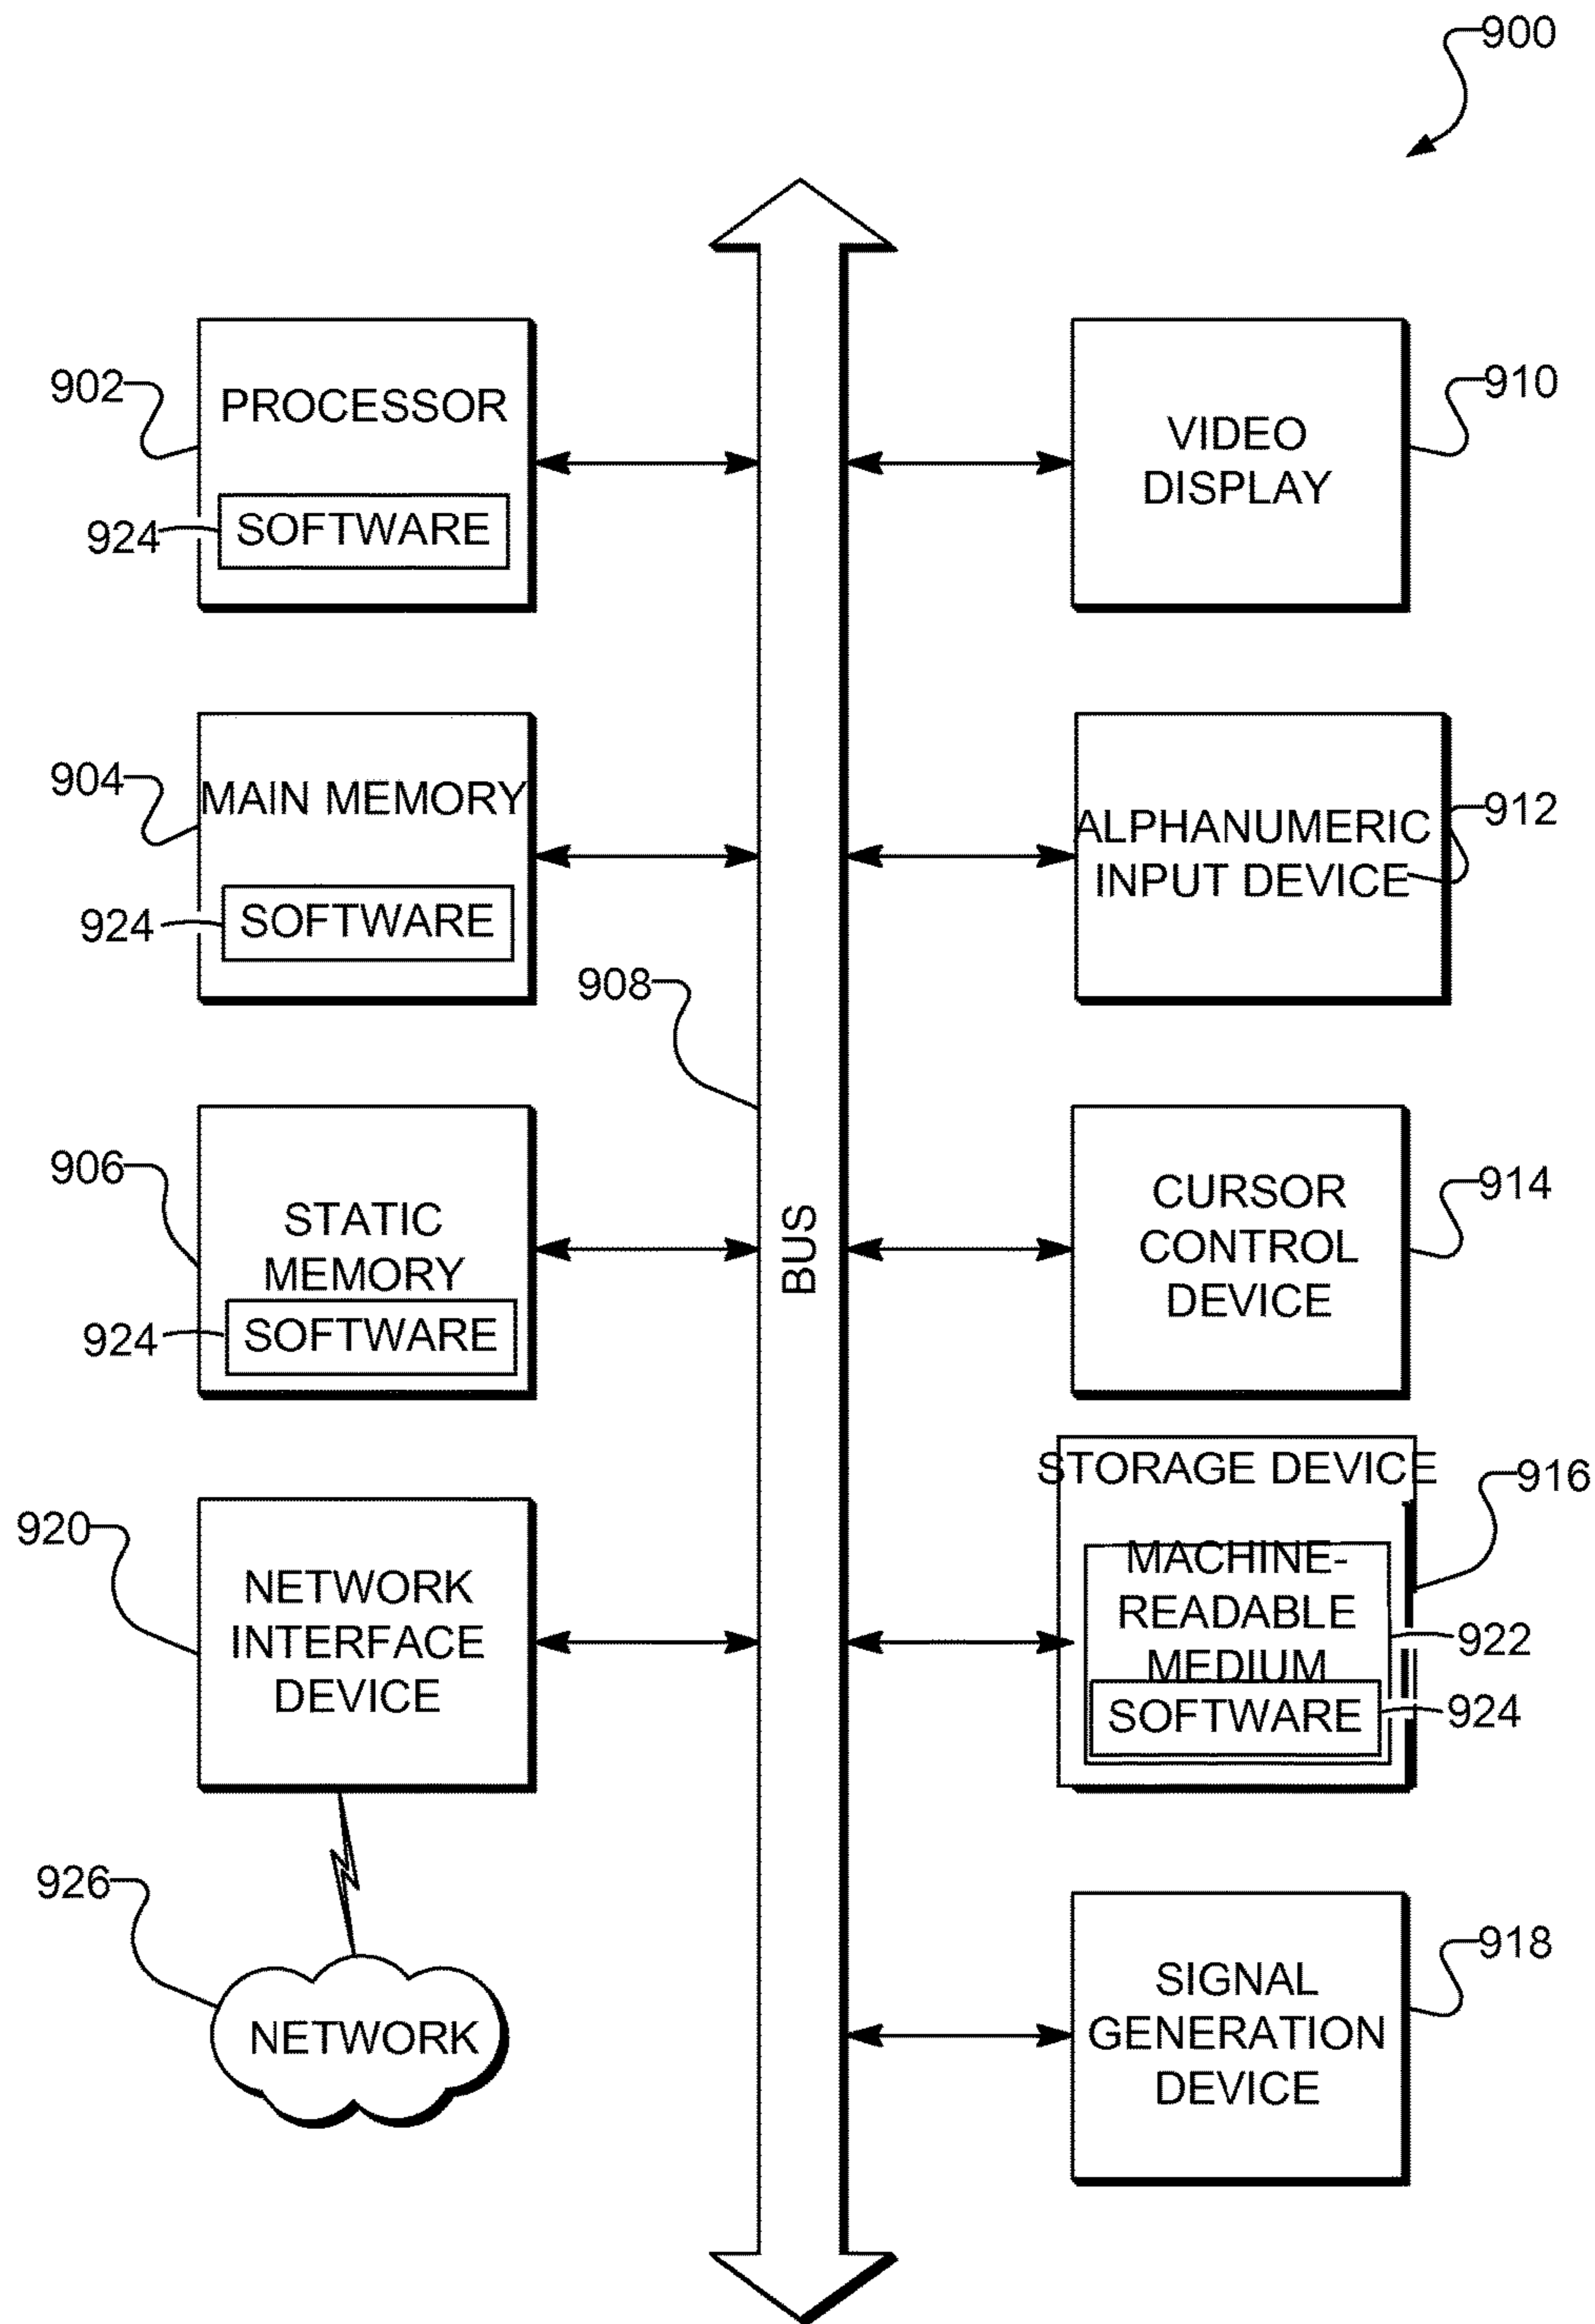 900
902
PROCESSOR
924
SOFTWARE
910
VIDEO
DISPLAY
904
MAIN MEMORY
924
SOFTWARE
912
ALPHANUMERIC
INPUT DEVICE
908
BUS
906
STATIC
MEMORY
924
SOFTWARE
914
CURSOR
CONTROL
DEVICE
920
NETWORK
INTERFACE
DEVICE
STORAGE DEVICE
916
MACHINE-
READABLE
MEDIUM
922
SOFTWARE
924
926
NETWORK
918
SIGNAL
GENERATION
DEVICE